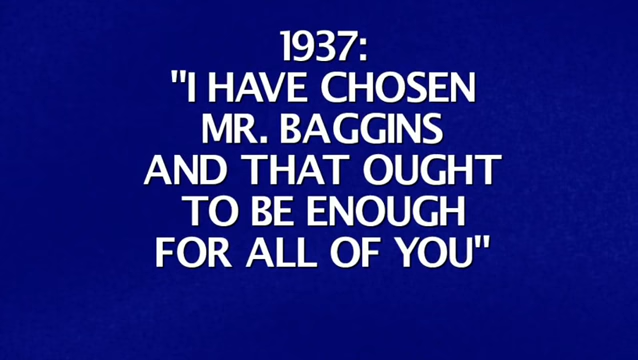 1937:
"I HAVE CHOSEN
MR. BAGGINS
AND THAT OUGHT
TO BE ENOUGH
FOR ALL OF YOU"